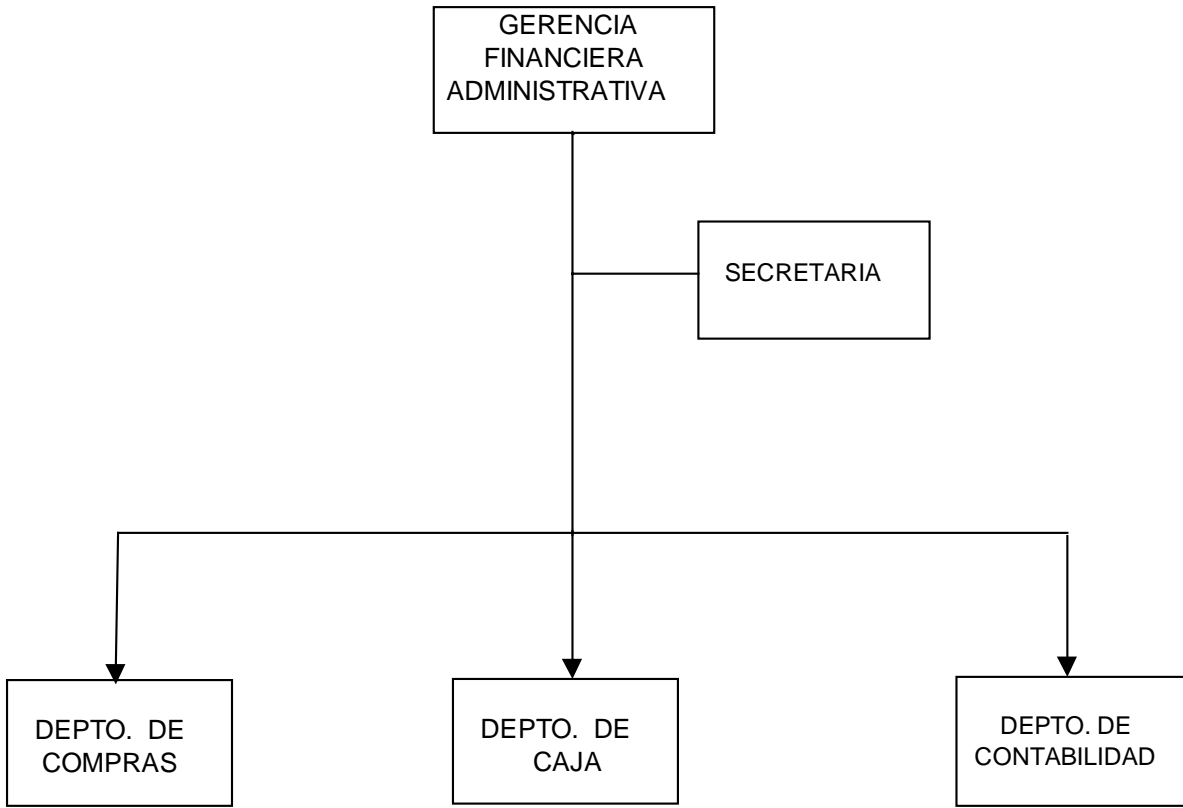 GERENCIA
FINANCIERA
ADMINISTRATIVA
SECRETARIA
DEPTO. DE
COMPRAS
DEPTO. DE
CAJA
DEPTO. DE
CONTABILIDAD